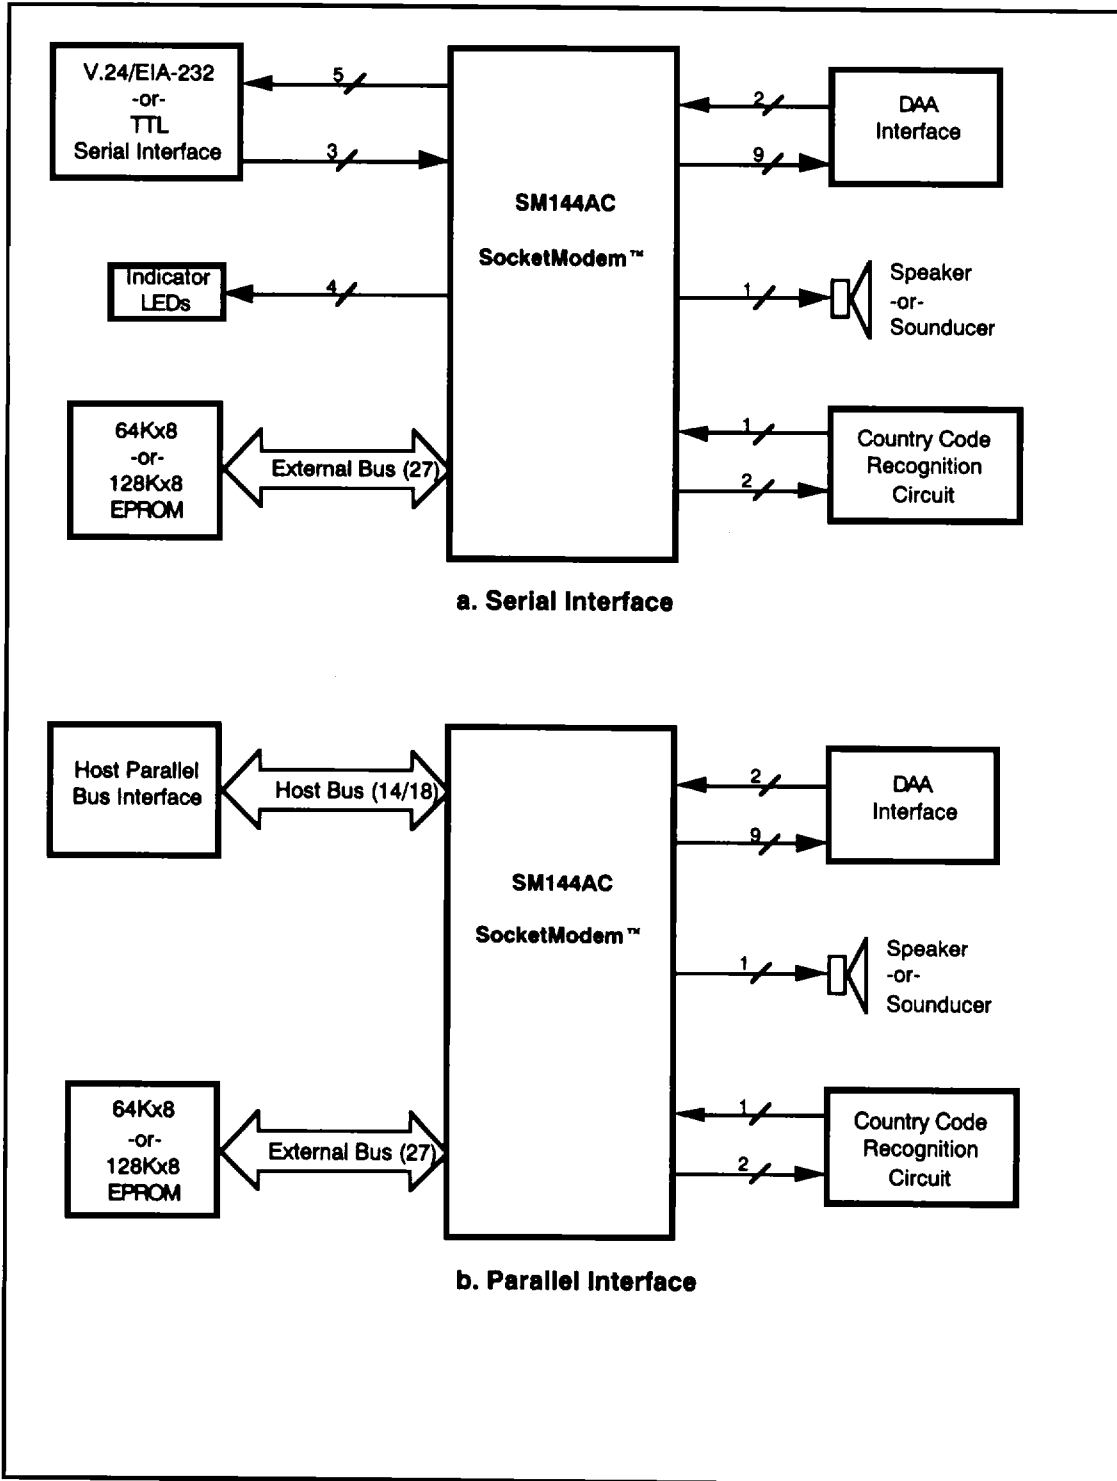 V.24/EIA-232
-or-
TTL
Serial Interface
5
3
Indicator
LEDs
4
64Kx8
-or-
128Kx8
EPROM
External Bus (27)
SM144AC
SocketModem™
2
9
DAA
Interface
1
Speaker
-or-
Sounducer
1
2
Country Code
Recognition
Circuit
a. Serial Interface
Host Parallel
Bus Interface
Host Bus (14/18)
64Kx8
-or-
128Kx8
EPROM
External Bus (27)
SM144AC
SocketModem™
2
9
DAA
Interface
1
Speaker
-or-
Sounducer
1
2
Country Code
Recognition
Circuit
b. Parallel Interface